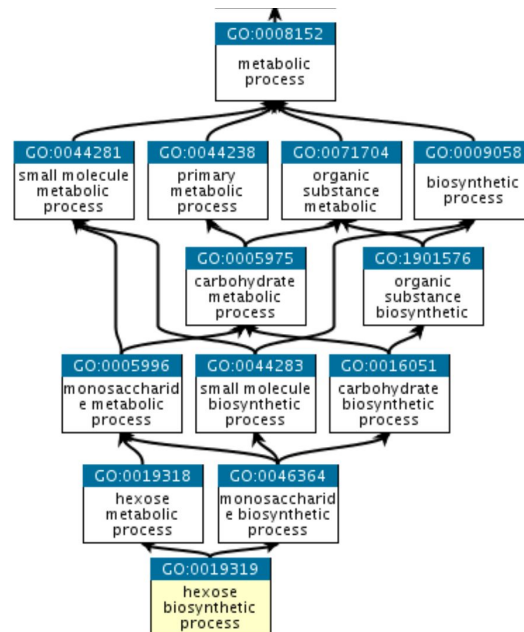 GO:0008152
metabolic
process
GO:0044281
small molecule
metabolic
process
GO:0044238
primary
metabolic
process
GO:0071704
organic
substance
metabolic
GO:0009058
biosynthetic
process
GO:0005975
carbohydrate
metabolic
process
GO:1901576
organic
substance
biosynthetic
GO:0005996
monosaccharid
e metabolic
process
GO:0044283
small molecule
biosynthetic
process
GO:0016051
carbohydrate
biosynthetic
process
GO:0019318
hexose
metabolic
process
GO:0046364
monosaccharid
e biosynthetic
process
GO:0019319
hexose
biosynthetic
process